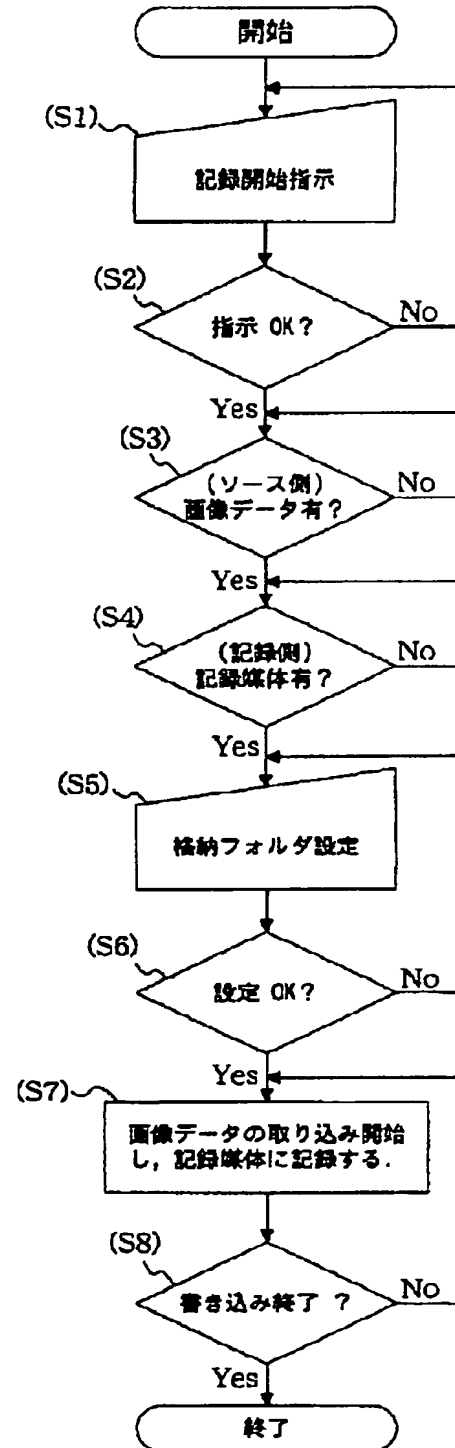 開始
(S1)
記録開始指示
(S2)
指示 OK?
No
Yes
(S3)
(ソース側)
画像データ有?
No
Yes
(S4)
(記録側)
記録媒体有?
No
Yes
(S5)
格納フォルダ設定
(S6)
設定 OK?
No
Yes
(S7)
画像データの取り込み開始
し,記録媒体に記録する.
(S8)
書き込み終了 ?
No
Yes
終了